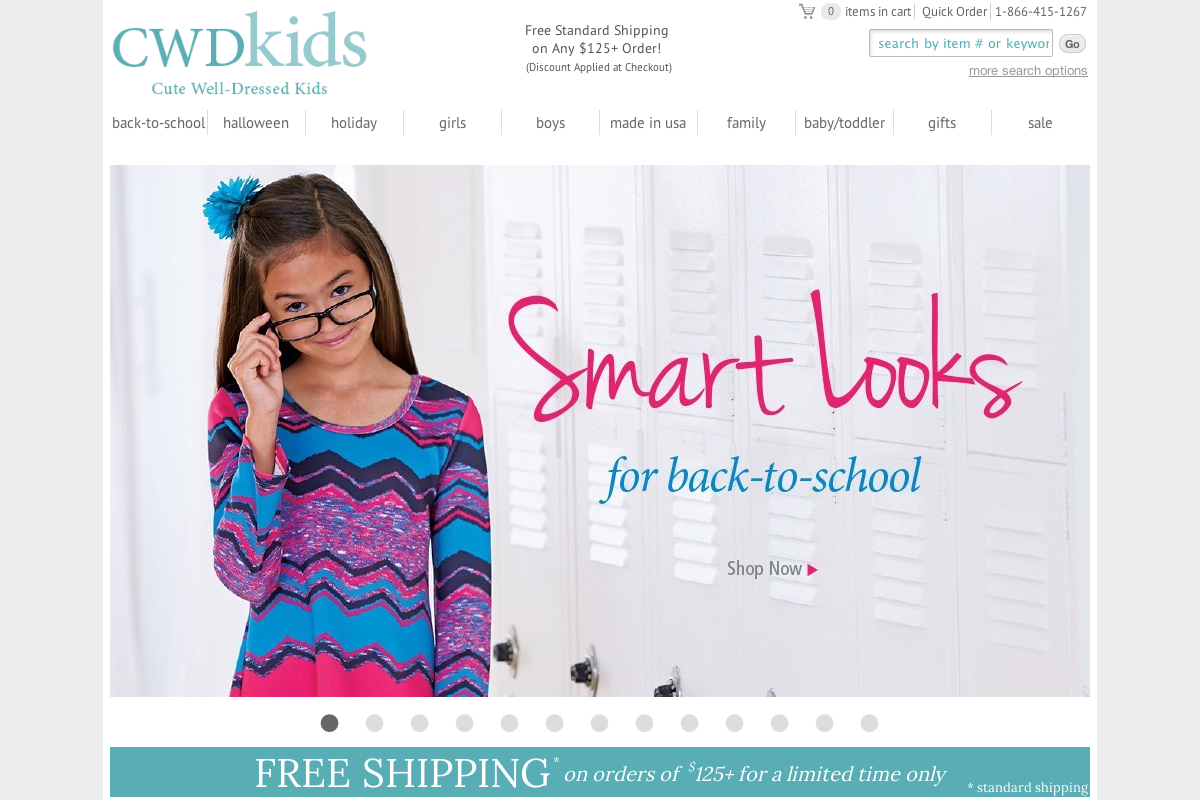 CWDkids
Cute Well-Dressed Kids
Free Standard Shipping
on Any $125+ Order!
(Discount Applied at Checkout)
0 items in cart Quick Order 1-866-415-1267
search by item # or keywor Go
more search options
back-to-school halloween holiday girls boys made in usa family baby/toddler gifts sale
Smart Looks
for back-to-school
Shop Now
FREE SHIPPING* on orders of $125+ for a limited time only
* standard shipping